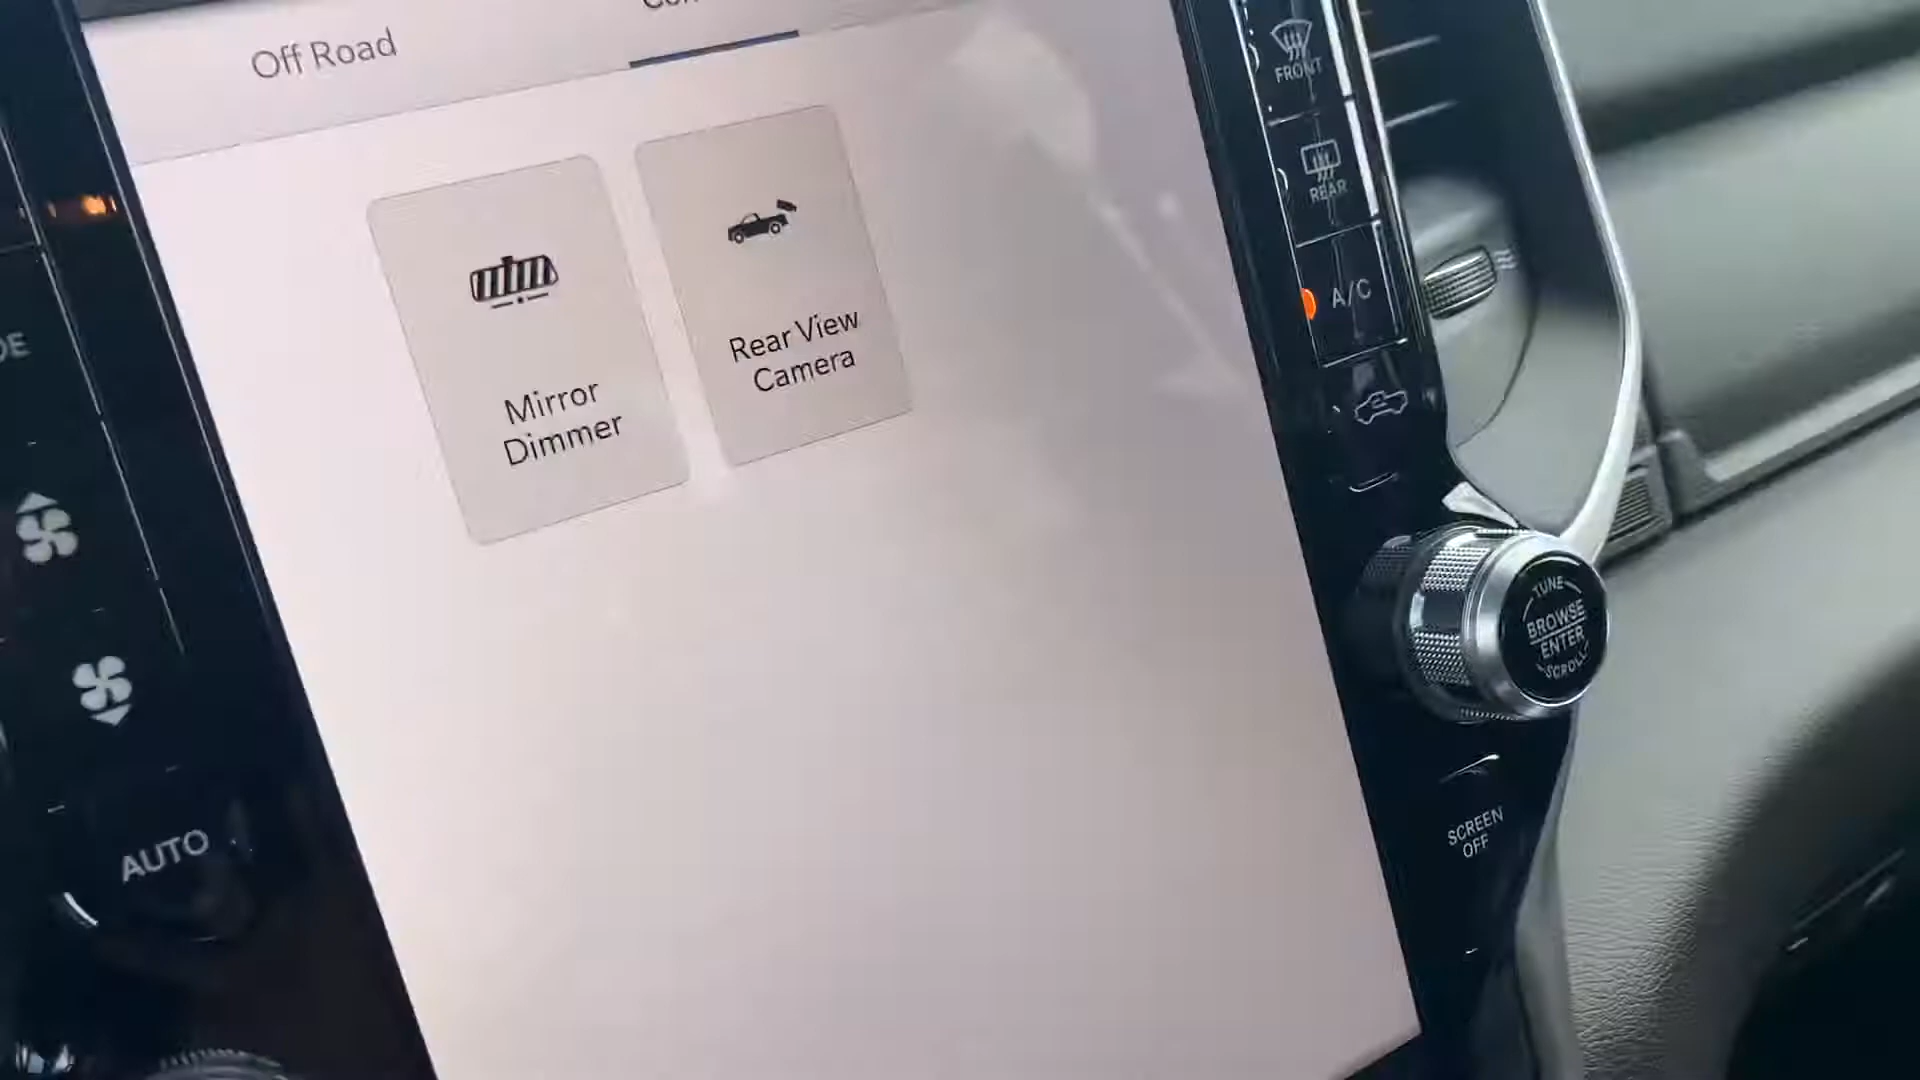 Off Road
FRONT
REAR
A/C
Mirror
Dimmer
Rear View
Camera
TUNE
BROWSE
ENTER
SCROLL
AUTO
SCREEN
OFF